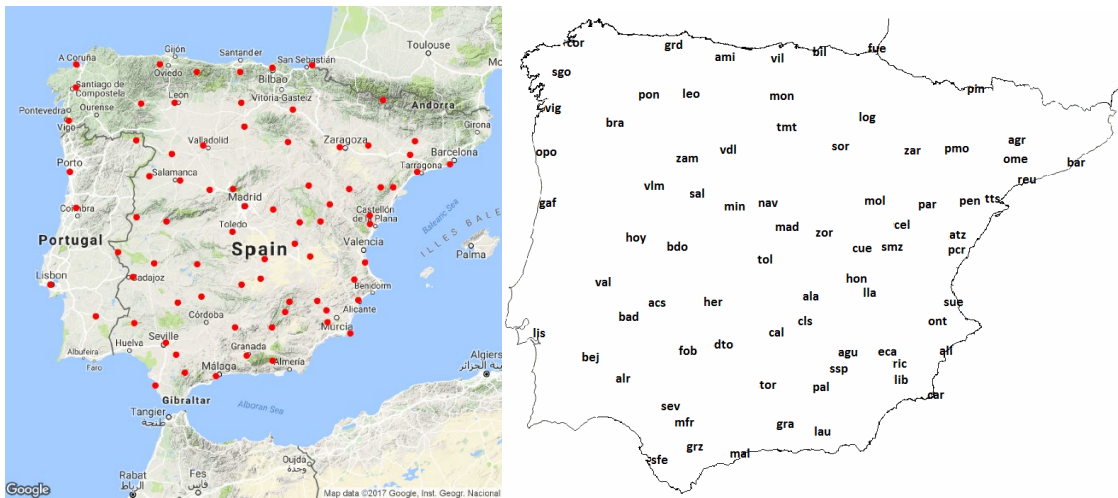 Toulouse
Mo
Gijón
A Coruña
Santander
San Sebastián
Oviedo
Bilbao
Santiago de
Compostela
León
Vitoria-Gasteiz
Andorra
Pontevedra
Ourense
Vigo
Girona
Valladolid
Zaragoza
Barcelona
Porto
Tarragona
Salamanca
Madrid
Coimbra
Castellón
de la Plana
Balearic Sea
ILLES BALE
Toledo
Portugal
Spain
Valencia
Palma
Lisbon
Badajoz
Benidorm
Alicante
Córdoba
Murcia
Seville
Huelva
Albufeira
Faro
Granada
Almería
Málaga
Algiers
الجزائر
Gibraltar
Alboran Sea
Tangier
طنجة
Oujda
وجدة
Rabat
الرباط
Fes
فاس
Google
Map data ©2017 Google, Inst. Geogr. Nacional
cor
grd
ami
vil
bil
fue
sgo
pon
leo
mon
pin
vig
bra
tmt
log
opo
zam
vdl
sor
zar
pmo
agr
ome
bar
reu
vlm
sal
min
nav
mol
par
pen
tts
gaf
hoy
bdo
mad
zor
cel
atz
cue
smz
pcr
tol
val
hon
lla
acs
her
ala
sue
bad
cls
ont
lis
cal
bej
fob
dto
agu
eca
all
ssp
ric
alr
tor
pal
lib
car
sev
mfr
gra
lau
grz
sfe
mal